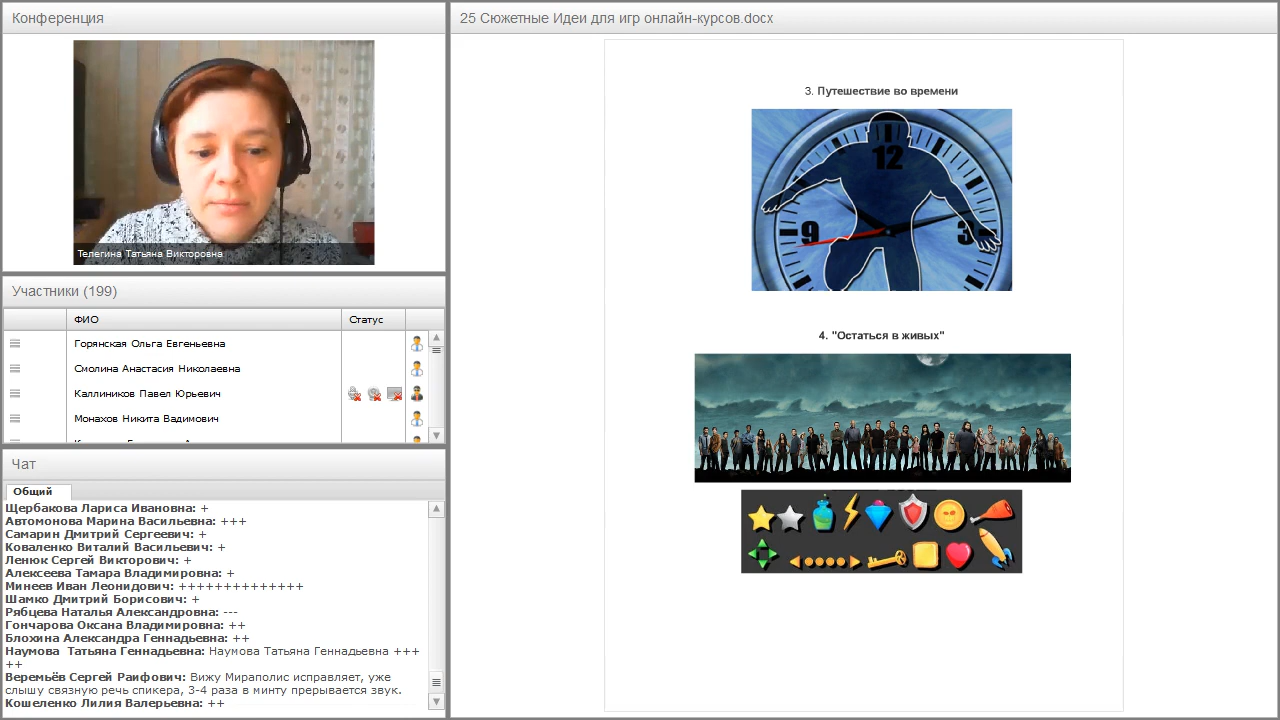 Конференция
25 Сюжетные Идеи для игр онлайн-курсов.docx
Телегина Татьяна Викторовна
Участники (199)
ФИО
Статус
Горянская Ольга Евгеньевна
Смолина Анастасия Николаевна
Каллиников Павел Юрьевич
Монахов Никита Вадимович
Чат
Общий
Щербакова Лариса Ивановна: +
Автомонова Марина Васильевна: +++
Самарин Дмитрий Сергеевич: +
Коваленко Виталий Васильевич: +
Ленюк Сергей Викторович: +
Алексеева Тамара Владимировна: +
Минеев Иван Леонидович: ++++++++++++++
Шамко Дмитрий Борисович: +
Рябцева Наталья Александровна: ---
Гончарова Оксана Владимировна: ++
Блохина Александра Геннадьевна: ++
Наумова  Татьяна Геннадьевна: Наумова Татьяна Геннадьевна +++
++
Веремьёв Сергей Раифович: Вижу Мираполис исправляет, уже
слышу связную речь спикера, 3-4 раза в минту прерывается звук.
Кошеленко Лилия Валерьевна: ++
3. Путешествие во времени
12
9
3
4. "Остаться в живых"